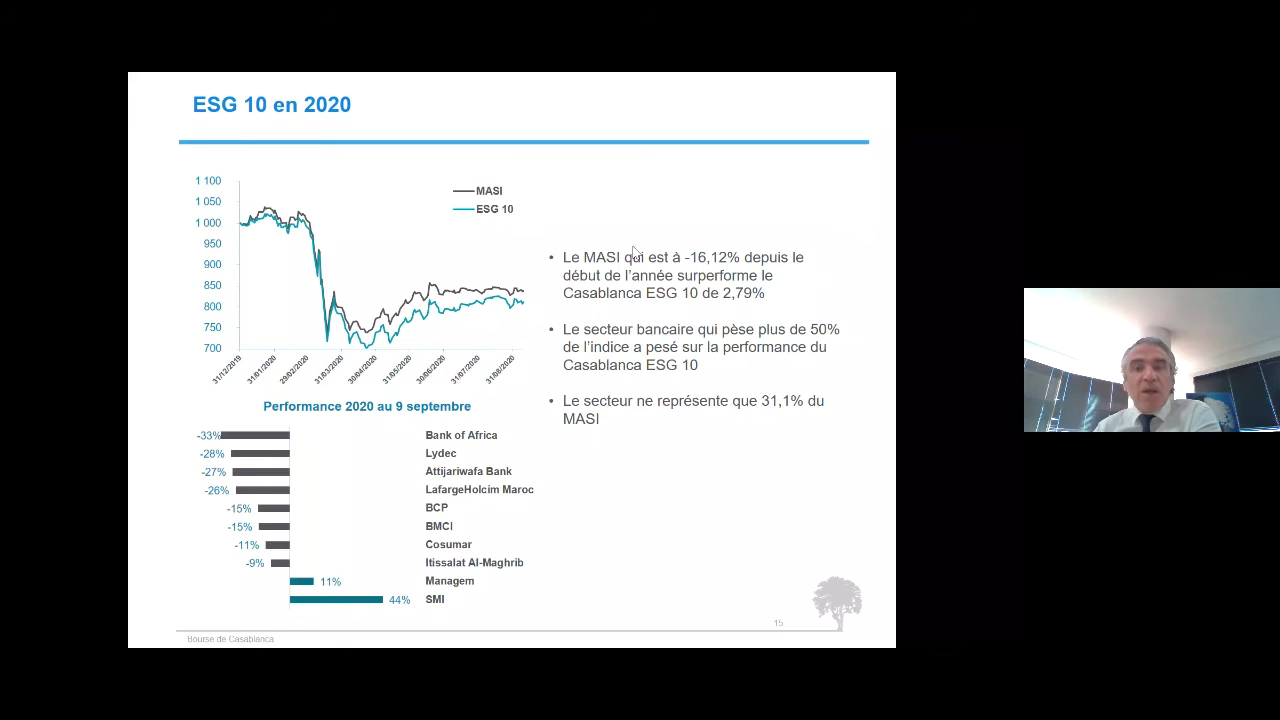 ESG 10 en 2020
1 100
1 050
1 000
950
900
850
800
750
700
MASI
ESG 10
31/12/2019
31/01/2020
29/02/2020
31/03/2020
30/04/2020
31/05/2020
30/06/2020
31/07/2020
31/08/2020
• Le MASI qui est à -16,12% depuis le
début de l’année surperforme le
Casablanca ESG 10 de 2,79%
• Le secteur bancaire qui pèse plus de 50%
de l’indice a pesé sur la performance du
Casablanca ESG 10
• Le secteur ne représente que 31,1% du
MASI
Performance 2020 au 9 septembre
-33% Bank of Africa
-28% Lydec
-27% Attijariwafa Bank
-26% LafargeHolcim Maroc
-15% BCP
-15% BMCI
-11% Cosumar
-9% Itissalat Al-Maghrib
11% Managem
44% SMI
15
Bourse de Casablanca